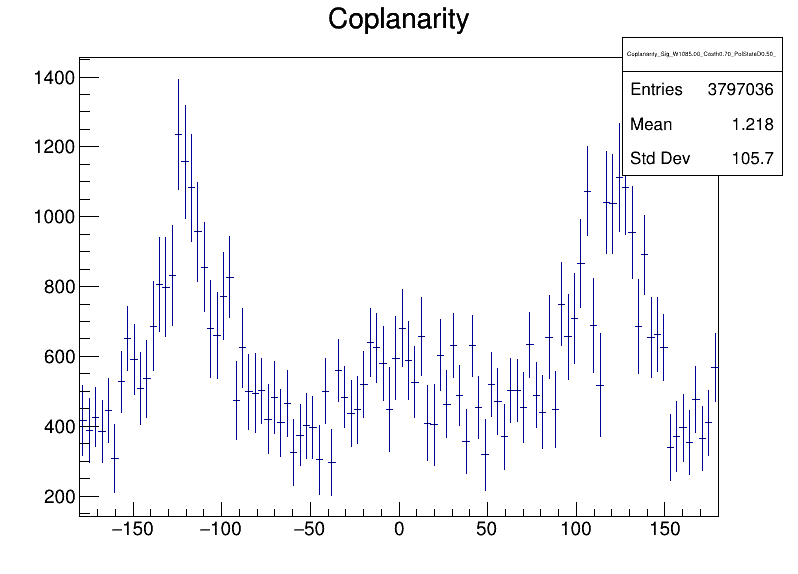 Coplanarity
Coplanarity_Sig_W1085.00_Costh0.70_PolStateD0.50_
Entries 3797036
Mean 1.218
Std Dev 105.7
1400
1200
1000
800
600
400
200
−150 −100 −50 0 50 100 150